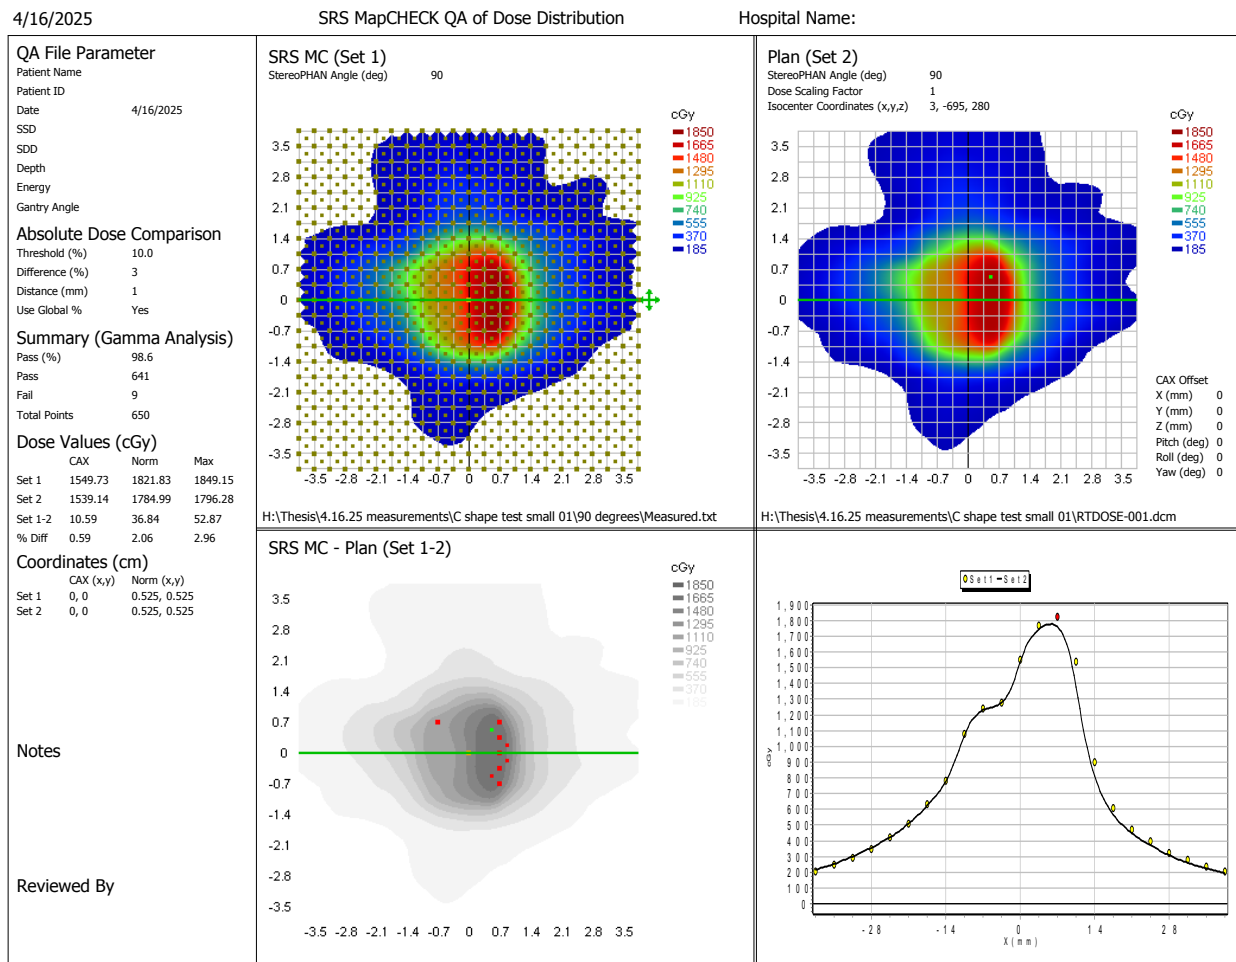 4/16/2025
SRS MapCHECK QA of Dose Distribution
Hospital Name:
QA File Parameter
Patient Name
Patient ID
Date 4/16/2025
SSD
SDD
Depth
Energy
Gantry Angle
Absolute Dose Comparison
Threshold (%) 10.0
Difference (%) 3
Distance (mm) 1
Use Global % Yes
Summary (Gamma Analysis)
Pass (%) 98.6
Pass 641
Fail 9
Total Points 650
Dose Values (cGy)
CAX Norm Max
Set 1 1549.73 1821.83 1849.15
Set 2 1539.14 1784.99 1796.28
Set 1-2 10.59 36.84 52.87
% Diff 0.59 2.06 2.96
Coordinates (cm)
CAX (x,y) Norm (x,y)
Set 1 0, 0 0.525, 0.525
Set 2 0, 0 0.525, 0.525
Notes
Reviewed By
SRS MC (Set 1)
StereoPHAN Angle (deg) 90
cGy
1850
1665
1480
1295
1110
925
740
555
370
185
3.5
2.8
2.1
1.4
0.7
0
-0.7
-1.4
-2.1
-2.8
-3.5
-3.5 -2.8 -2.1 -1.4 -0.7 0 0.7 1.4 2.1 2.8 3.5
H:\Thesis\4.16.25 measurements\C shape test small 01\90 degrees\Measured.txt
Plan (Set 2)
StereoPHAN Angle (deg) 90
Dose Scaling Factor 1
Isocenter Coordinates (x,y,z) 3, -695, 280
cGy
1850
1665
1480
1295
1110
925
740
555
370
185
3.5
2.8
2.1
1.4
0.7
0
-0.7
-1.4
-2.1
-2.8
-3.5
-3.5 -2.8 -2.1 -1.4 -0.7 0 0.7 1.4 2.1 2.8 3.5
CAX Offset
X (mm) 0
Y (mm) 0
Z (mm) 0
Pitch (deg) 0
Roll (deg) 0
Yaw (deg) 0
H:\Thesis\4.16.25 measurements\C shape test small 01\RTDOSE-001.dcm
SRS MC - Plan (Set 1-2)
cGy
1850
1665
1480
1295
1110
925
740
555
370
185
3.5
2.8
2.1
1.4
0.7
0
-0.7
-1.4
-2.1
-2.8
-3.5
-3.5 -2.8 -2.1 -1.4 -0.7 0 0.7 1.4 2.1 2.8 3.5
Set1 Set2
1,900
1,800
1,700
1,600
1,500
1,400
1,300
1,200
1,100
1,000
900
800
700
600
500
400
300
200
100
0
cGy
-28 -14 0 14 28
X(mm)